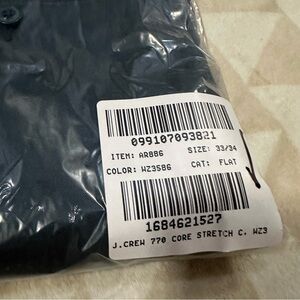 099107093821
ITEM: AR886 SIZE: 33/34
COLOR: WZ3586 CAT: FLAT
1684621527
J.CREW 770 CORE STRETCH C. WZ3